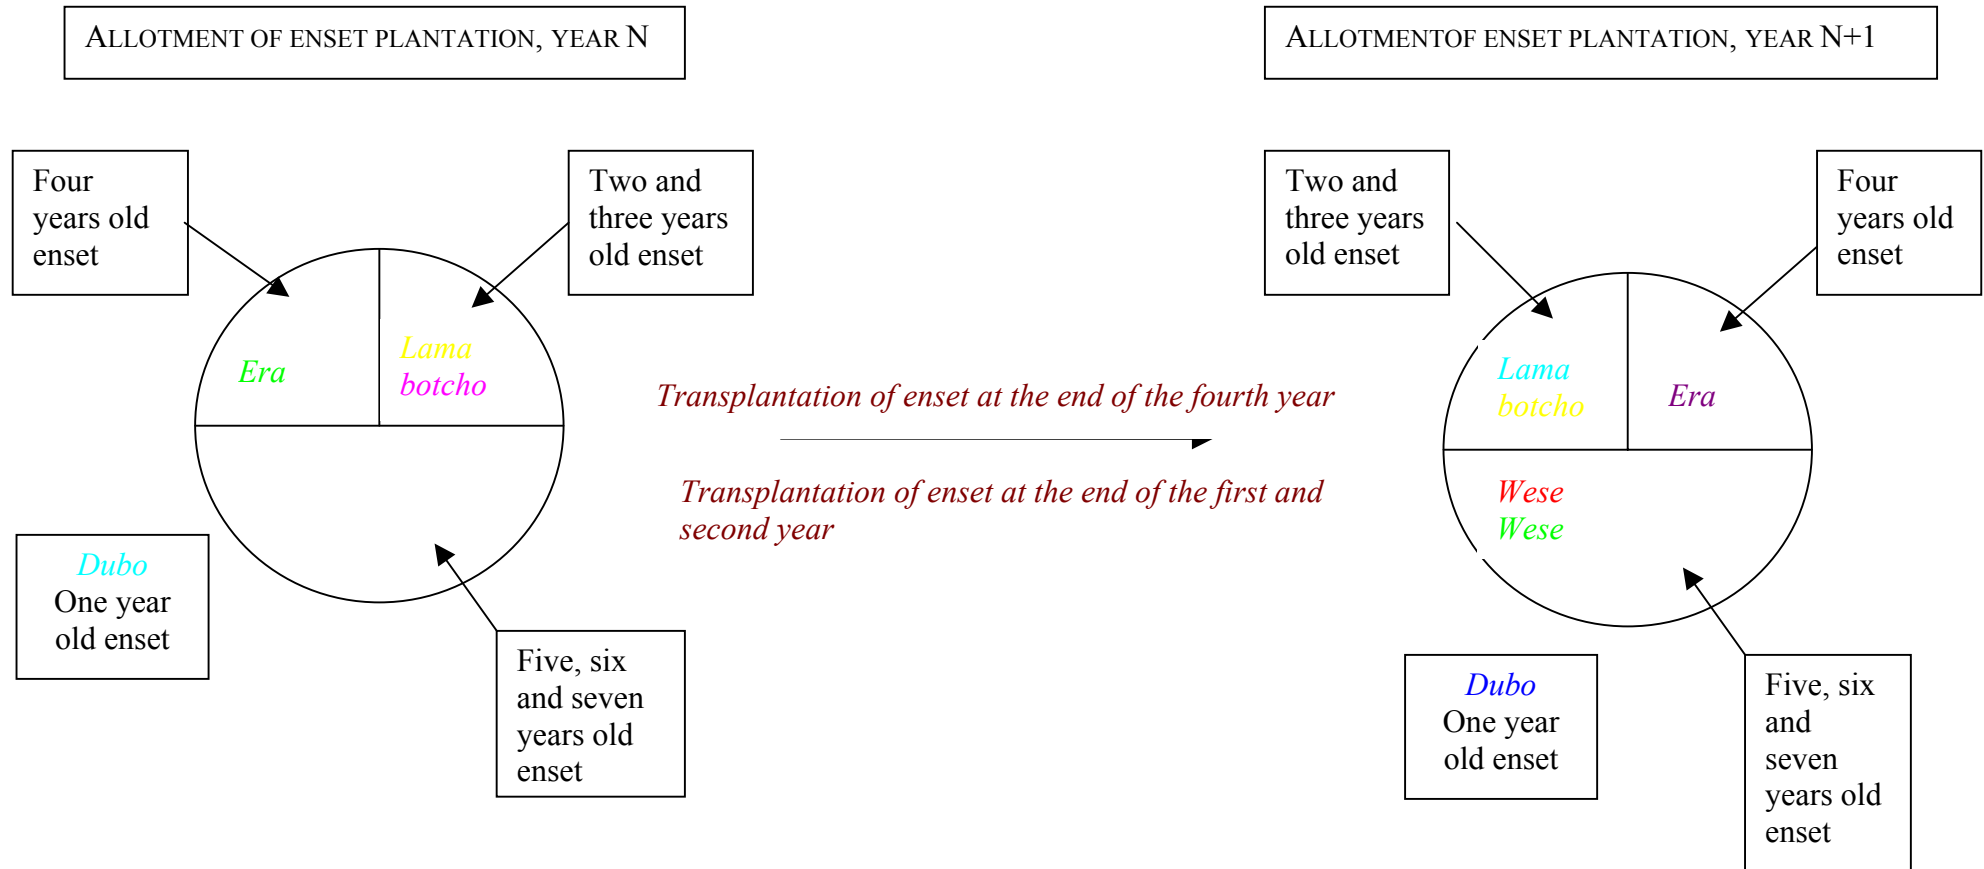 ALLOTMENT OF ENSET PLANTATION, YEAR N
ALLOTMENTOF ENSET PLANTATION, YEAR N+1
Four
years old
enset
Two and
three years
old enset
Era
Lama
botcho
Dubo
One year
old enset
Five, six
and seven
years old
enset
Transplantation of enset at the end of the fourth year
Transplantation of enset at the end of the first and
second year
Two and
three years
old enset
Four
years old
enset
Lama
botcho
Era
Wese
Wese
Dubo
One year
old enset
Five, six
and
seven
years old
enset